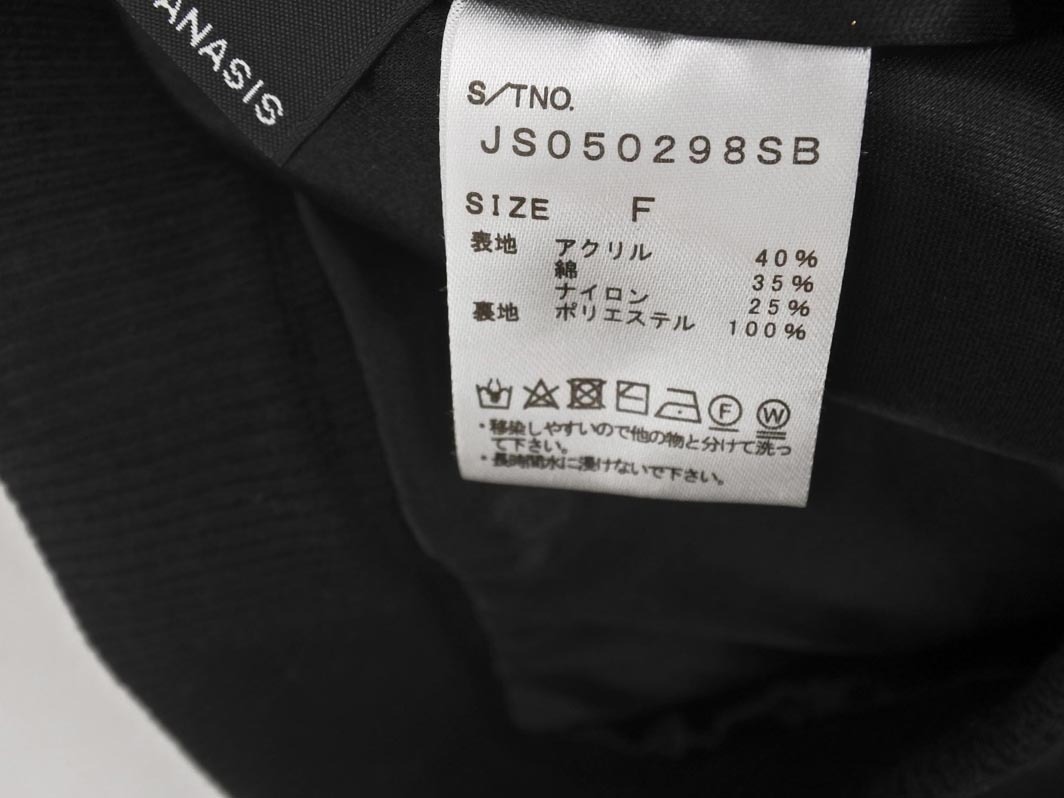 ANASIS
S/TNO.
JS050298SB
SIZE F
表地 アクリル 40%
綿 35%
ナイロン 25%
裏地 ポリエステル 100%
F W
・移染しやすいので他の物と分けて洗っ
て下さい。
・長時間水に浸けないで下さい。